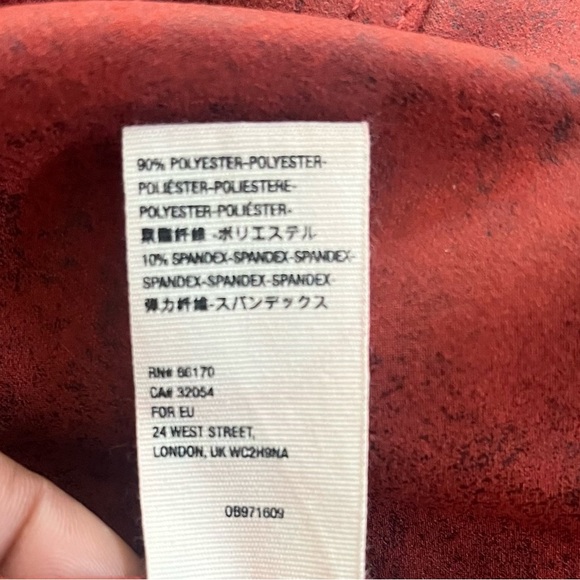 90% POLYESTER-POLYESTER-
POLIÉSTER-POLIESTERE-
POLYESTER-POLIÉSTER-
聚酯纤维-ポリエステル
10% SPANDEX-SPANDEX-SPANDEX-
SPANDEX-SPANDEX-SPANDEX
弹力纤维-スパンデックス
RN# 66170
CA# 32054
FOR EU
24 WEST STREET,
LONDON, UK WC2H9NA
OB971609